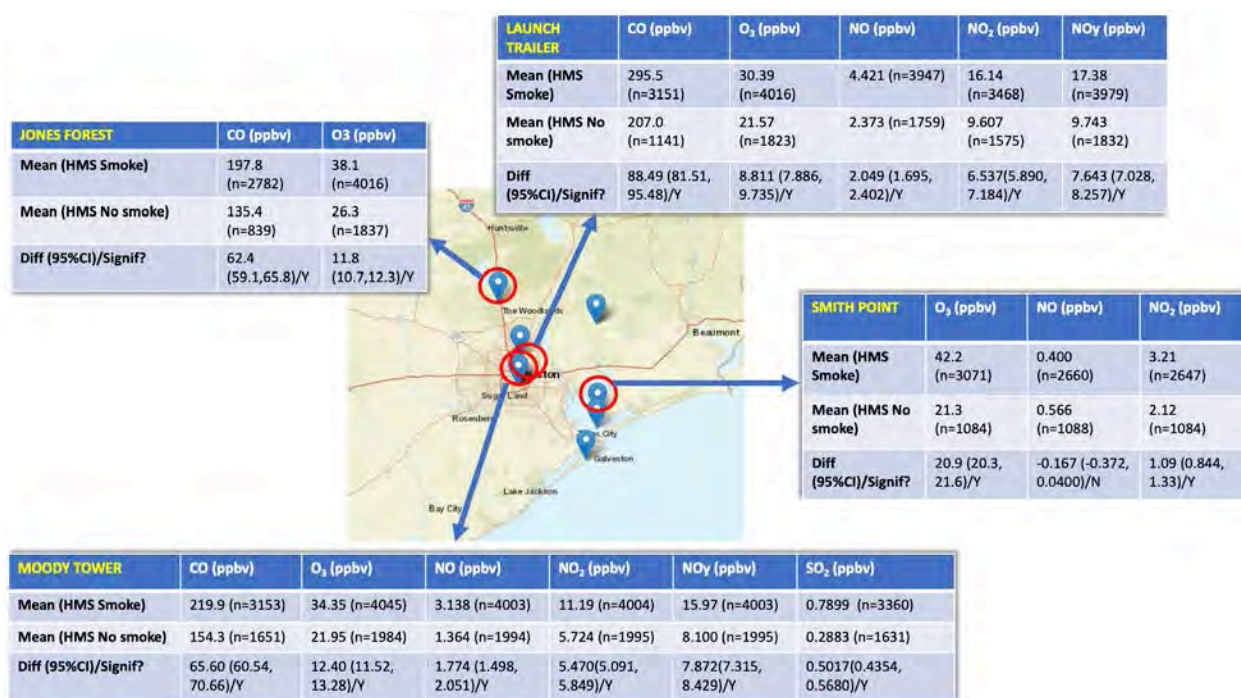 LAUNCH TRAILER CO (ppbv) O₃ (ppbv) NO (ppbv) NO₂ (ppbv) NOy (ppbv)
Mean (HMS Smoke) 295.5 (n=3151) 30.39 (n=4016) 4.421 (n=3947) 16.14 (n=3468) 17.38 (n=3979)
Mean (HMS No smoke) 207.0 (n=1141) 21.57 (n=1823) 2.373 (n=1759) 9.607 (n=1575) 9.743 (n=1832)
Diff (95%CI)/Signif? 88.49 (81.51, 95.48)/Y 8.811 (7.886, 9.735)/Y 2.049 (1.695, 2.402)/Y 6.537(5.890, 7.184)/Y 7.643 (7.028, 8.257)/Y
JONES FOREST CO (ppbv) O3 (ppbv)
Mean (HMS Smoke) 197.8 (n=2782) 38.1 (n=4016)
Mean (HMS No smoke) 135.4 (n=839) 26.3 (n=1837)
Diff (95%CI)/Signif? 62.4 (59.1,65.8)/Y 11.8 (10.7,12.3)/Y
Huntsville
The Woodlands
Beaumont
Sugar Land
Rosenberg
Galveston
Lake Jackson
Bay City
SMITH POINT O₃ (ppbv) NO (ppbv) NO₂ (ppbv)
Mean (HMS Smoke) 42.2 (n=3071) 0.400 (n=2660) 3.21 (n=2647)
Mean (HMS No smoke) 21.3 (n=1084) 0.566 (n=1088) 2.12 (n=1084)
Diff (95%CI)/Signif? 20.9 (20.3, 21.6)/Y -0.167 (-0.372, 0.0400)/N 1.09 (0.844, 1.33)/Y
MOODY TOWER CO (ppbv) O₃ (ppbv) NO (ppbv) NO₂ (ppbv) NOy (ppbv) SO₂ (ppbv)
Mean (HMS Smoke) 219.9 (n=3153) 34.35 (n=4045) 3.138 (n=4003) 11.19 (n=4004) 15.97 (n=4003) 0.7899 (n=3360)
Mean (HMS No smoke) 154.3 (n=1651) 21.95 (n=1984) 1.364 (n=1994) 5.724 (n=1995) 8.100 (n=1995) 0.2883 (n=1631)
Diff (95%CI)/Signif? 65.60 (60.54, 70.66)/Y 12.40 (11.52, 13.28)/Y 1.774 (1.498, 2.051)/Y 5.470(5.091, 5.849)/Y 7.872(7.315, 8.429)/Y 0.5017(0.4354, 0.5680)/Y